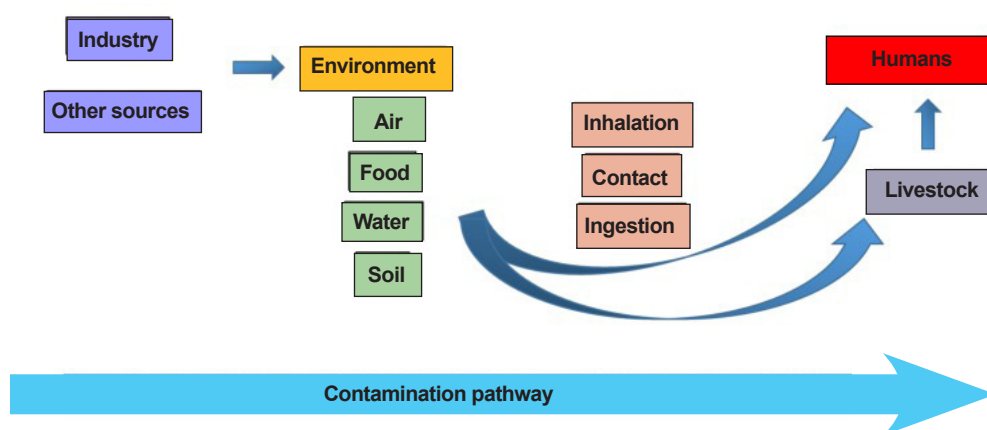 Industry
Other sources
Environment
Air
Food
Water
Soil
Inhalation
Contact
Ingestion
Humans
Livestock
Contamination pathway